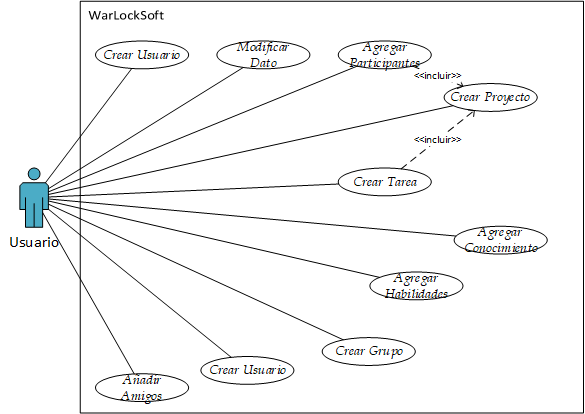 WarLockSoft
Crear Usuario
Modificar
Dato
Agregar
Participantes
<<incluir>>
Crear Proyecto
<<incluir>>
Crear Tarea
Usuario
Agregar
Conocimiento
Agregar
Habilidades
Crear Grupo
Crear Usuario
Añadir
Amigos